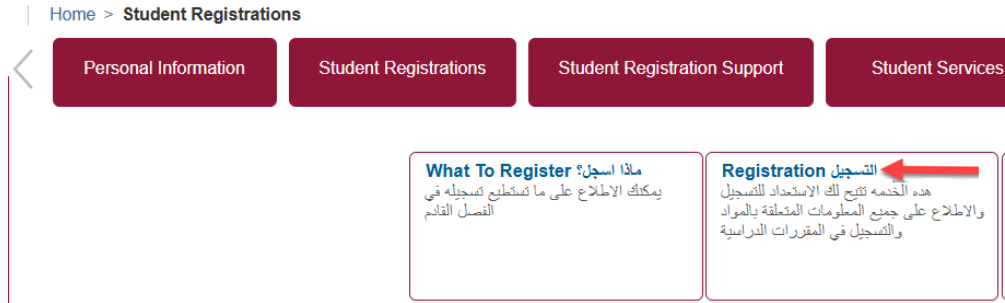 Home > Student Registrations
Personal Information
Student Registrations
Student Registration Support
Student Services
What To Register ماذا اسجل؟
يمكنك الاطلاع على ما تستطيع تسجيله في
الفصل القادم
Registration التسجيل
هده الخدمه تتيح لك الاستعداد للتسجيل
والاطلاع على جميع المعلومات المتعلقة بالمواد
والتسجيل في المقررات الدراسية